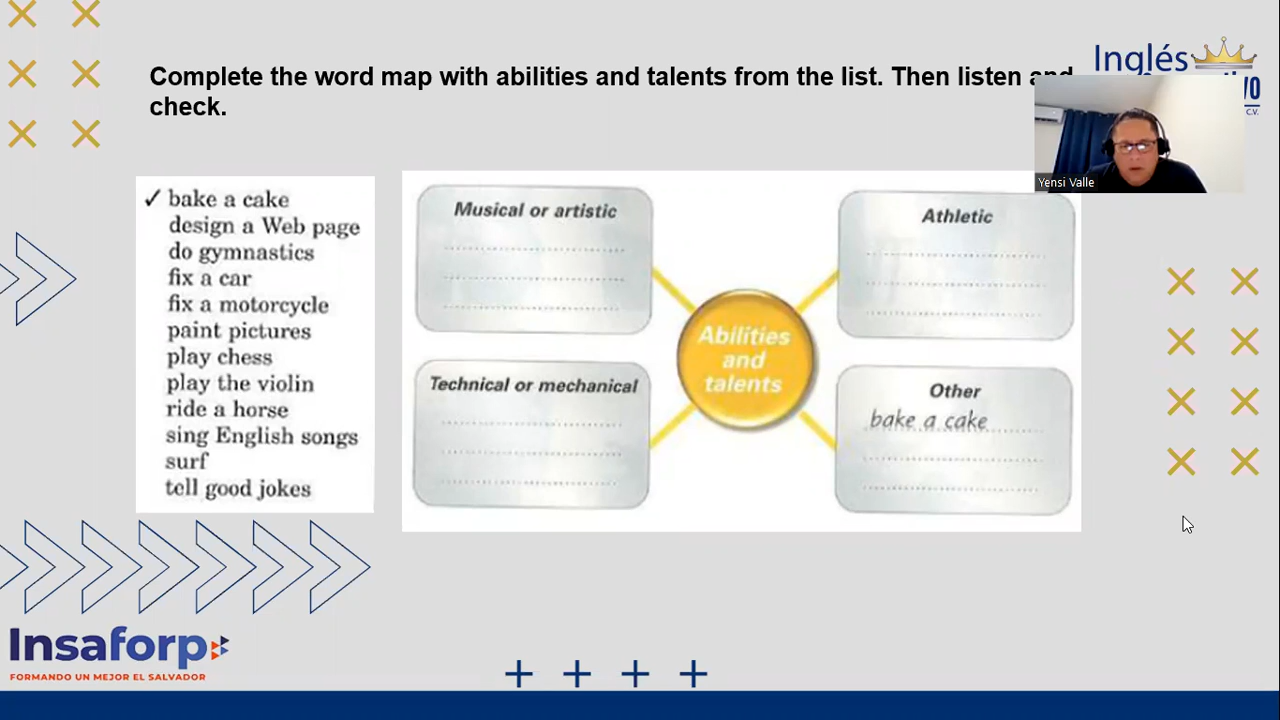 Complete the word map with abilities and talents from the list. Then listen and
check.
Inglés
C.V.
Yensi Valle
✓ bake a cake
design a Web page
do gymnastics
fix a car
fix a motorcycle
paint pictures
play chess
play the violin
ride a horse
sing English songs
surf
tell good jokes
Musical or artistic
Athletic
Abilities
and
talents
Technical or mechanical
Other
bake a cake
Insaforp
FORMANDO UN MEJOR EL SALVADOR